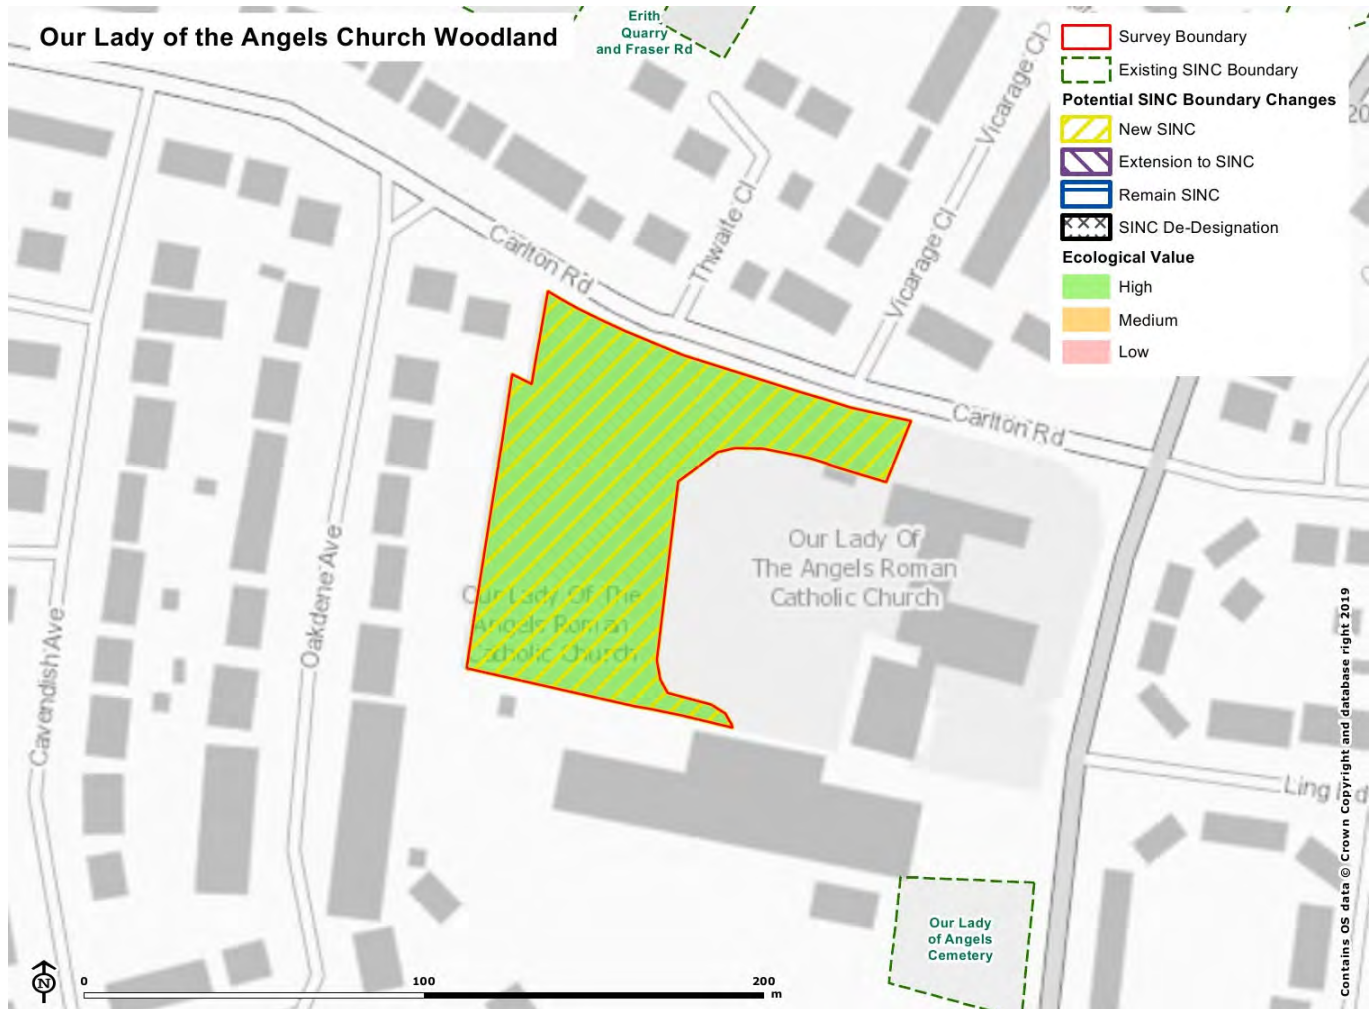 Our Lady of the Angels Church Woodland
Erith
Quarry
and Fraser Rd
Survey Boundary
Existing SINC Boundary
Potential SINC Boundary Changes
New SINC
Extension to SINC
Remain SINC
SINC De-Designation
Ecological Value
High
Medium
Low
Vicarage Cl
Thwaite Cl
Vicarage Cl
Carlton Rd
Carlton Rd
Our Lady Of
The Angels Roman
Catholic Church
Our Lady Of The
Angels Roman
Catholic Church
Oakdene Ave
Cavendish Ave
Our Lady
of Angels
Cemetery
N
0 100 200
m
Contains OS data © Crown Copyright and database right 2019